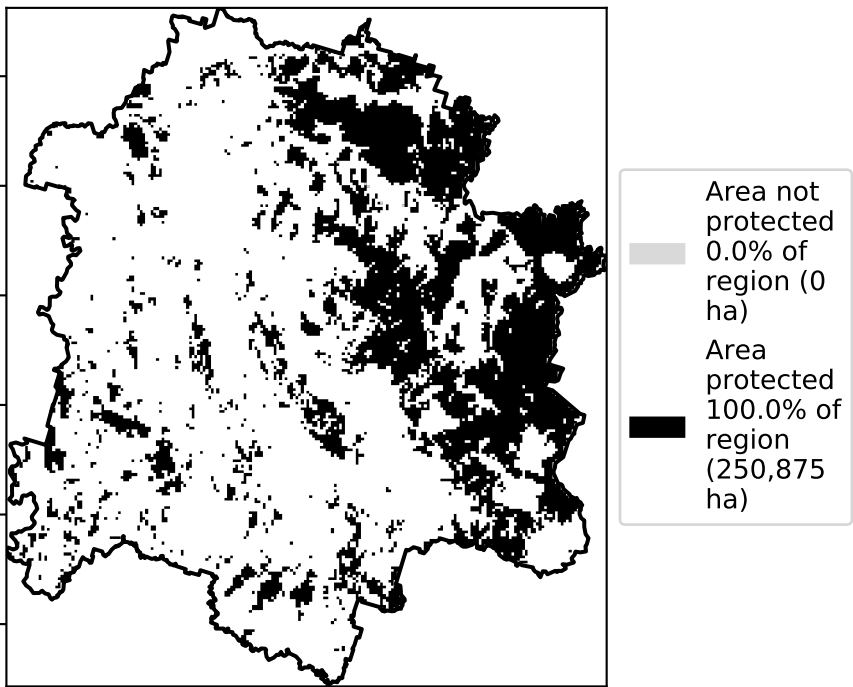 Area not
protected
0.0% of
region (0
ha)
Area
protected
100.0% of
region
(250,875
ha)